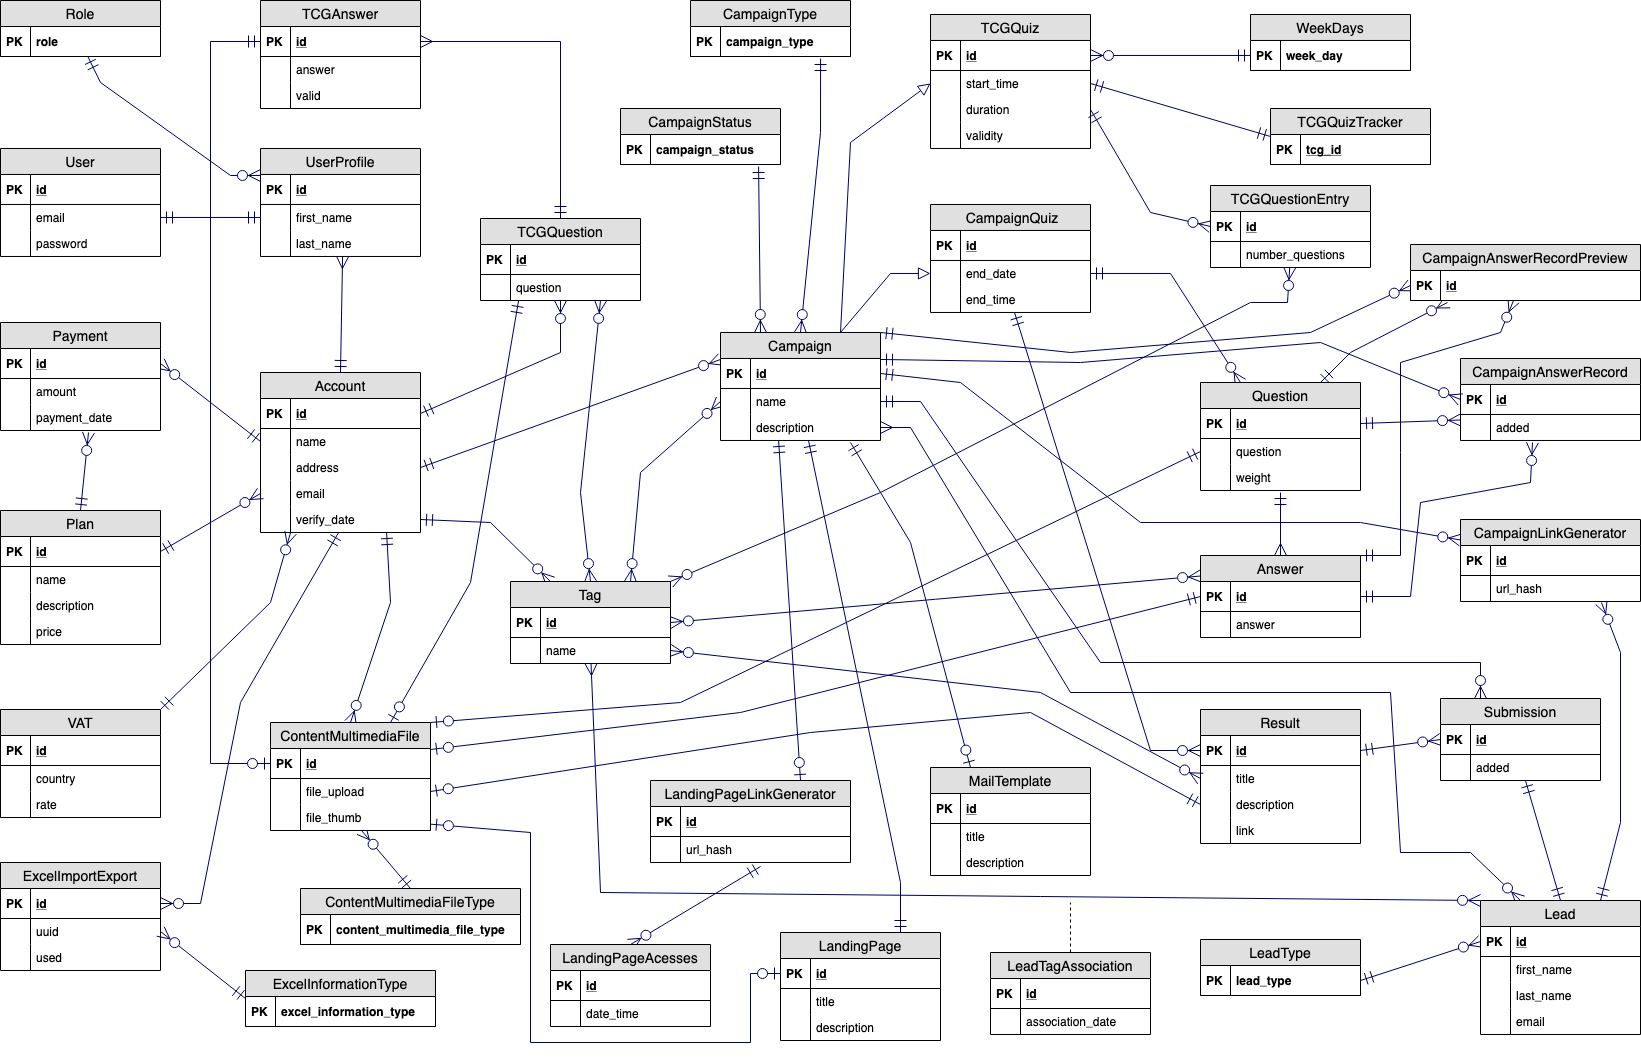 Role
PK role
TCGAnswer
PK id
answer
valid
CampaignType
PK campaign_type
TCGQuiz
PK id
start_time
duration
validity
WeekDays
PK week_day
CampaignStatus
PK campaign_status
TCGQuizTracker
PK tcg_id
User
PK id
email
password
UserProfile
PK id
first_name
last_name
TCGQuestion
PK id
question
CampaignQuiz
PK id
end_date
end_time
TCGQuestionEntry
PK id
number_questions
CampaignAnswerRecordPreview
PK id
Payment
PK id
amount
payment_date
Account
PK id
name
address
email
verify_date
Campaign
PK id
name
description
Question
PK id
question
weight
CampaignAnswerRecord
PK id
added
Plan
PK id
name
description
price
Tag
PK id
name
Answer
PK id
answer
CampaignLinkGenerator
PK id
url_hash
VAT
PK id
country
rate
ContentMultimediaFile
PK id
file_upload
file_thumb
LandingPageLinkGenerator
PK id
url_hash
MailTemplate
PK id
title
description
Result
PK id
title
description
link
Submission
PK id
added
ExcelImportExport
PK id
uuid
used
ContentMultimediaFileType
PK content_multimedia_file_type
ExcelInformationType
PK excel_information_type
LandingPageAcesses
PK id
date_time
LandingPage
PK id
title
description
LeadTagAssociation
PK id
association_date
LeadType
PK lead_type
Lead
PK id
first_name
last_name
email